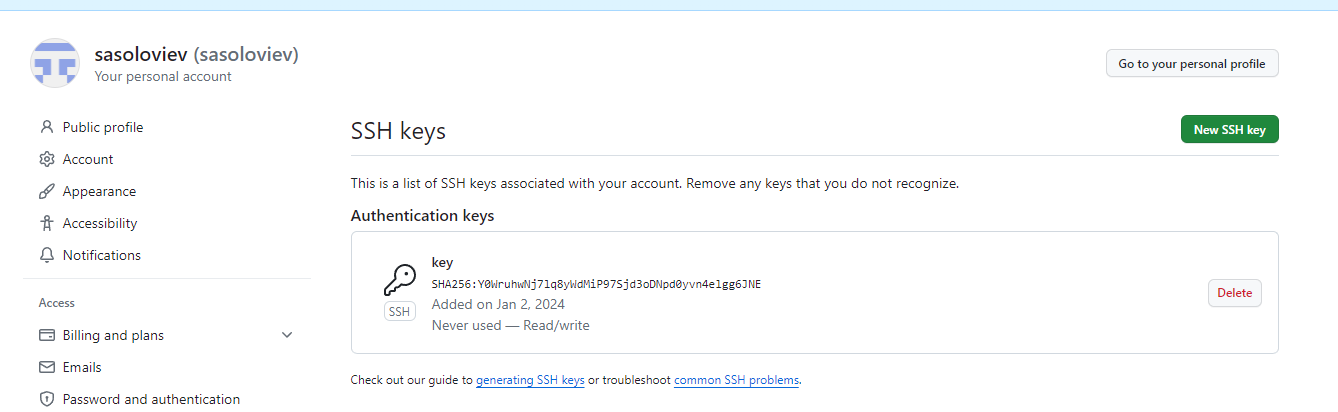 sasoloviev (sasoloviev)
Your personal account
Go to your personal profile
Public profile
Account
Appearance
Accessibility
Notifications
Access
Billing and plans
Emails
Password and authentication
SSH keys
New SSH key
This is a list of SSH keys associated with your account. Remove any keys that you do not recognize.
Authentication keys
key
SHA256:Y0WruhwNj7lq8yWdMiP97Sjd3oDNpd0yvn4elgg6JNE
Added on Jan 2, 2024
Never used — Read/write
SSH
Delete
Check out our guide to generating SSH keys or troubleshoot common SSH problems.